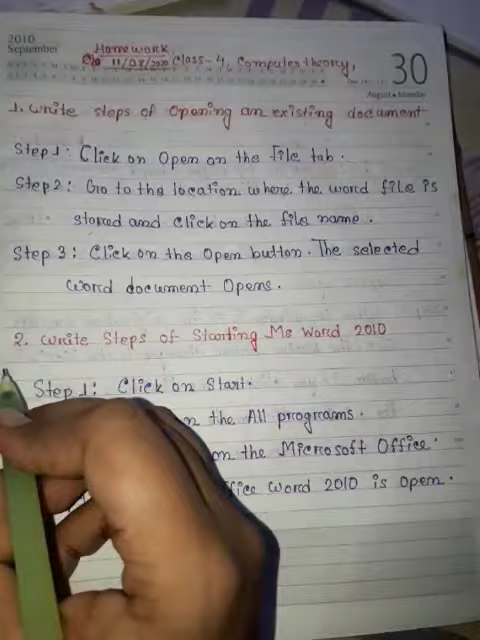 2010
September
Homework
11/08/2020 Class-4, Computer theory,
30
August • Monday
1. Write steps of Opening an existing document
Step 1: Click on Open on the File tab.
Step 2: Go to the location where the word file is
stored and click on the file name.
Step 3: Click on the Open button. The selected
Word document Opens.
2. Write Steps of Starting Ms Word 2010
Step 1: Click on Start.
the All programs.
on the Microsoft Office.
Word 2010 is open.